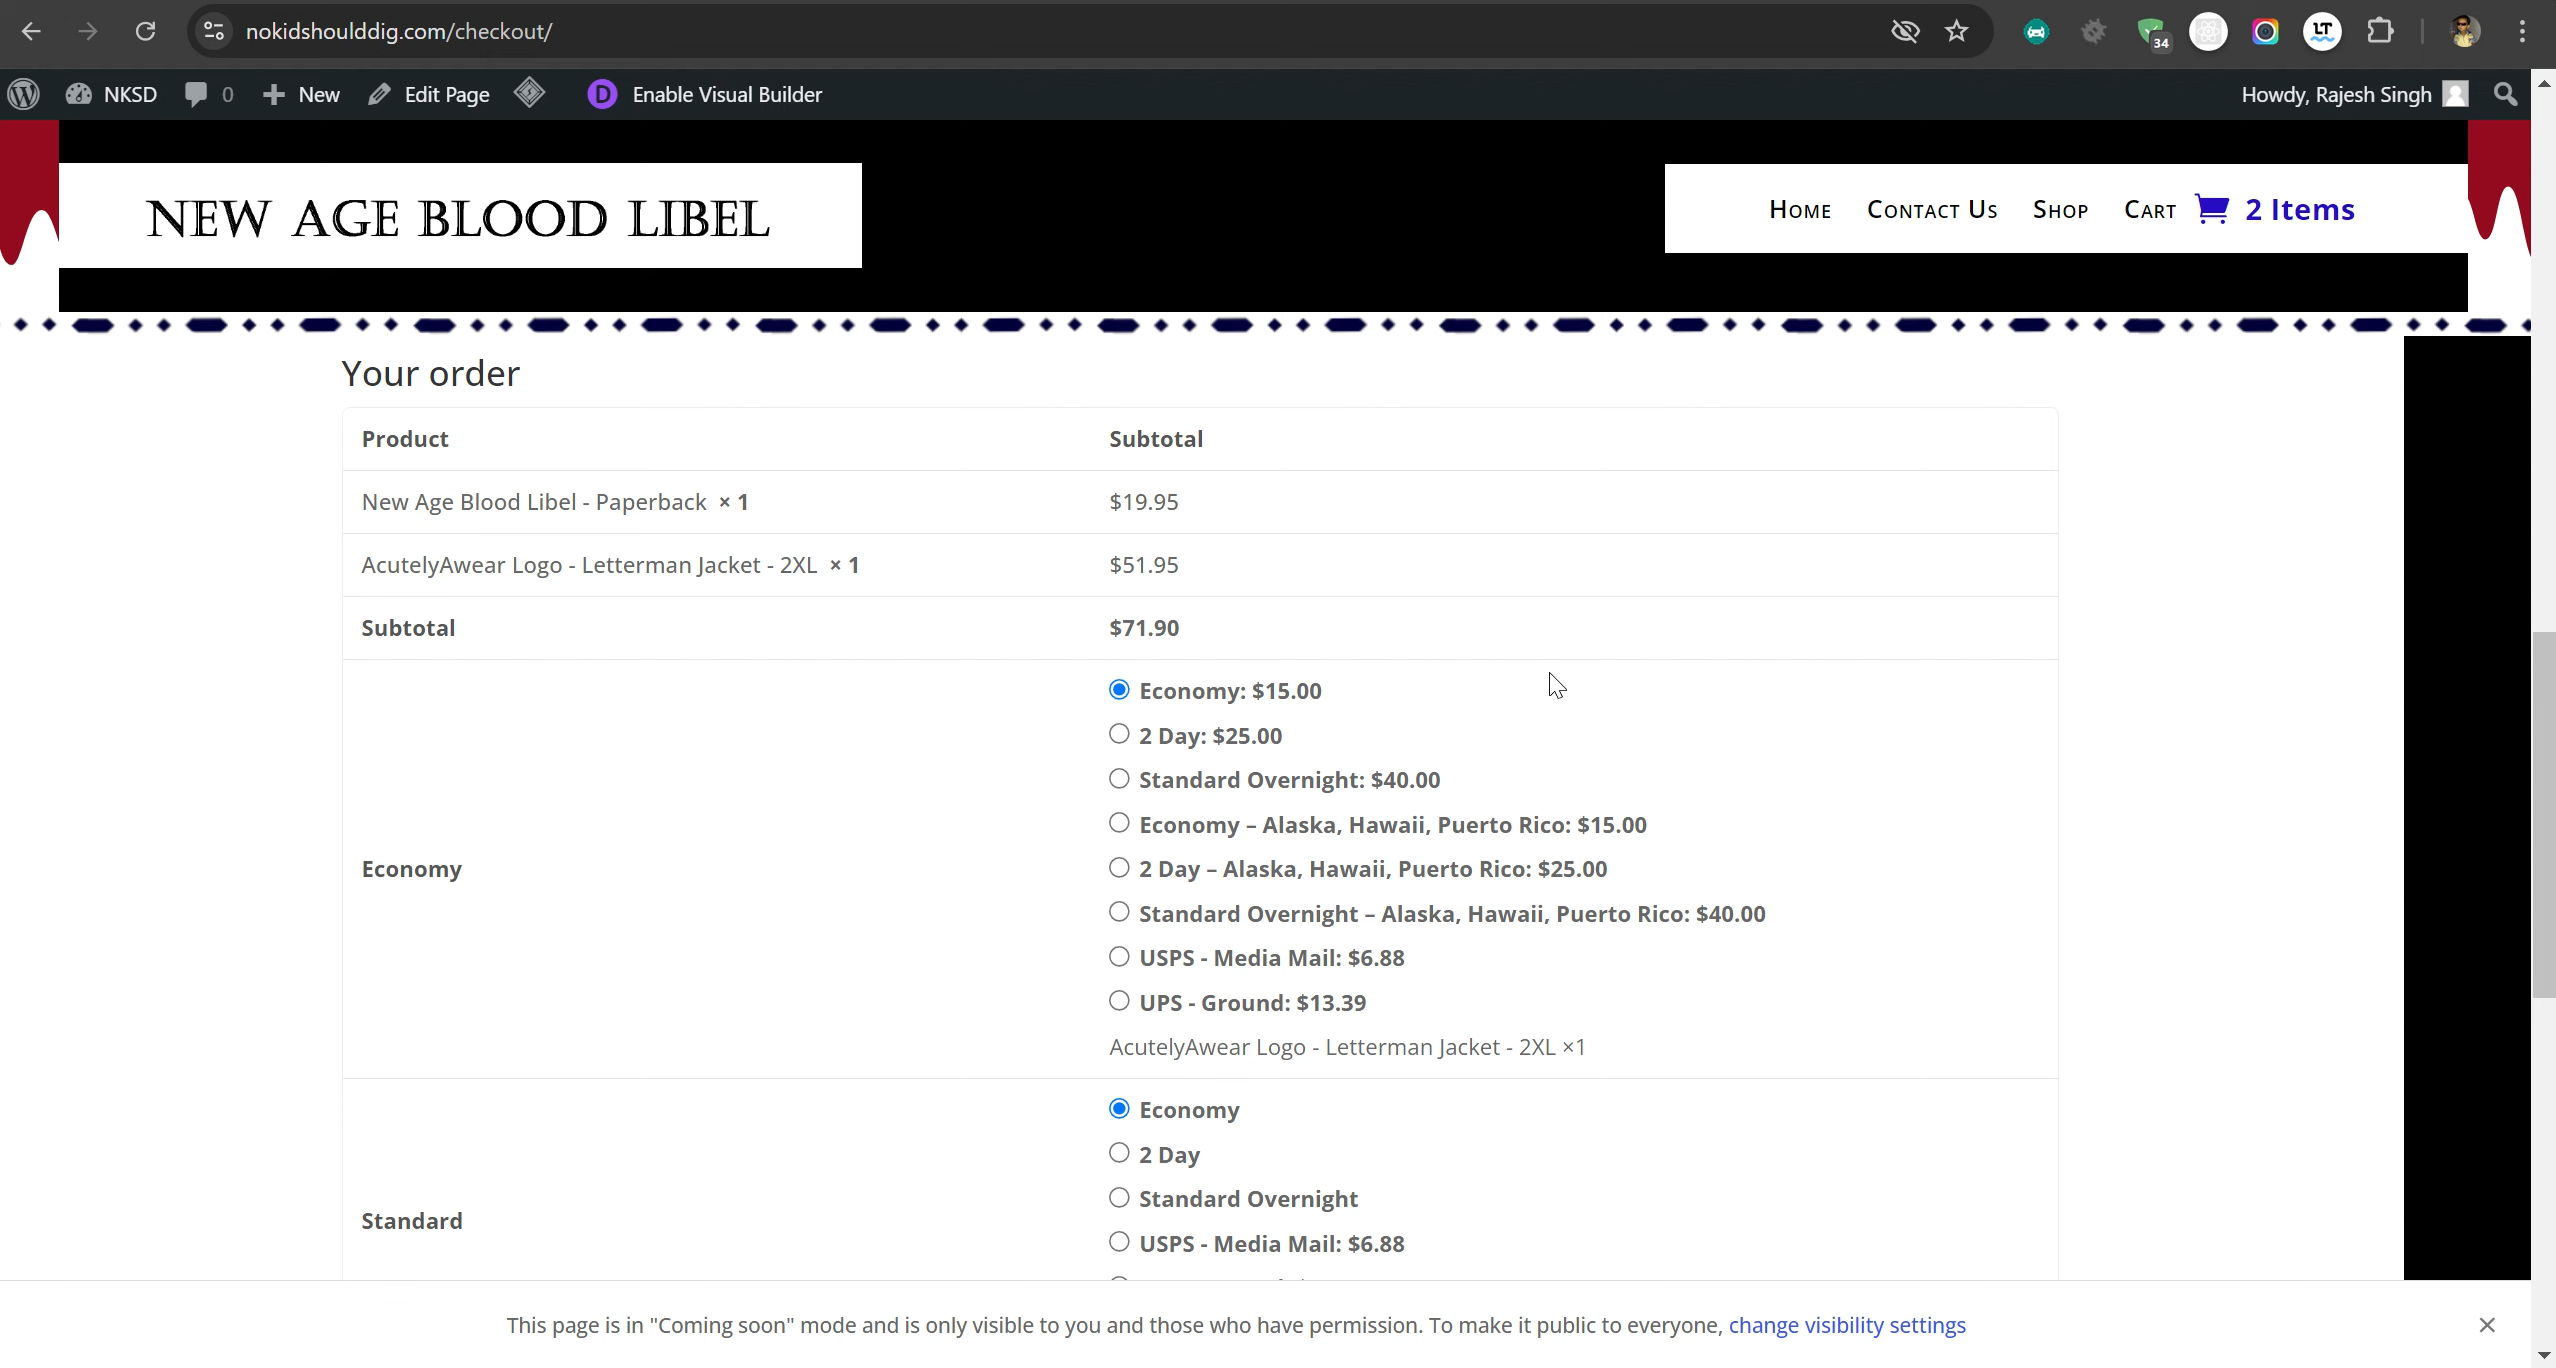 nokidshoulddig.com/checkout/
34
LT
NKSD 0 New Edit Page D Enable Visual Builder Howdy, Rajesh Singh
NEW AGE BLOOD LIBEL
Home Contact Us Shop Cart 2 Items
Your order
Product Subtotal
New Age Blood Libel - Paperback × 1 $19.95
AcutelyAwear Logo - Letterman Jacket - 2XL × 1 $51.95
Subtotal $71.90
Economy: $15.00
2 Day: $25.00
Standard Overnight: $40.00
Economy – Alaska, Hawaii, Puerto Rico: $15.00
Economy
2 Day – Alaska, Hawaii, Puerto Rico: $25.00
Standard Overnight – Alaska, Hawaii, Puerto Rico: $40.00
USPS - Media Mail: $6.88
UPS - Ground: $13.39
AcutelyAwear Logo - Letterman Jacket - 2XL ×1
Economy
2 Day
Standard Overnight
Standard
USPS - Media Mail: $6.88
This page is in "Coming soon" mode and is only visible to you and those who have permission. To make it public to everyone, change visibility settings